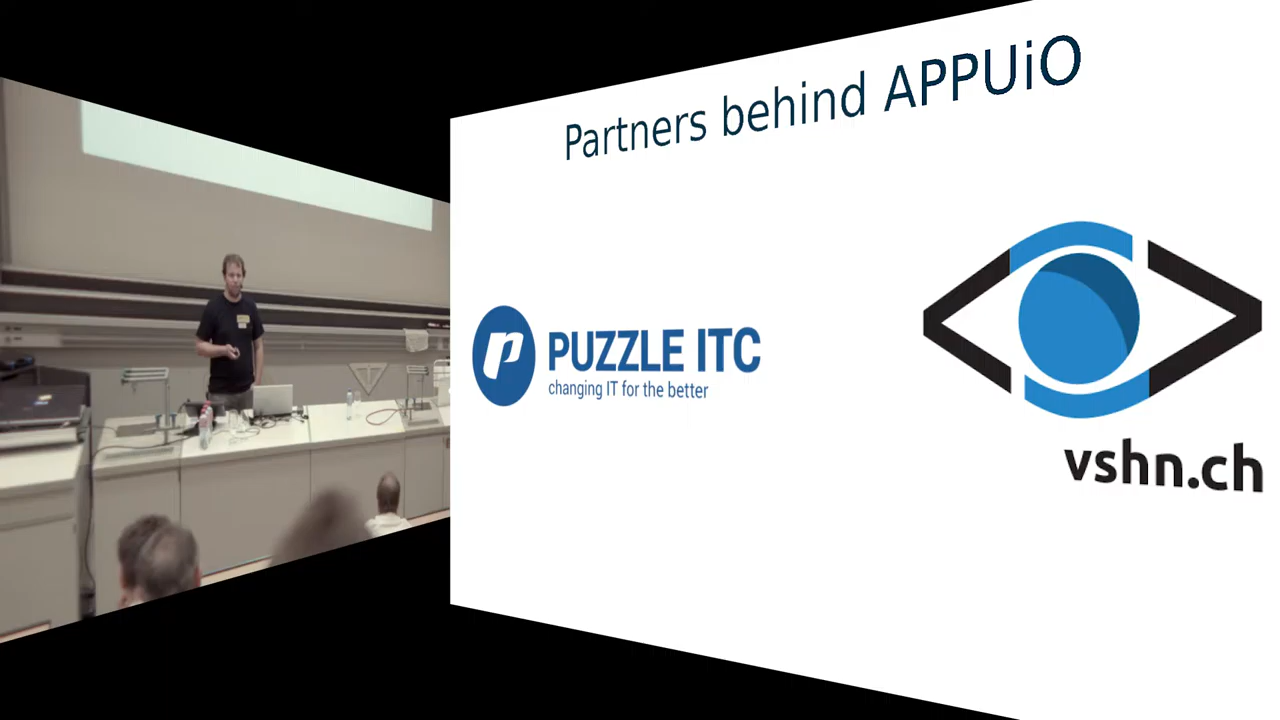 Partners behind APPUiO
PUZZLE ITC
changing IT for the better
vshn.ch